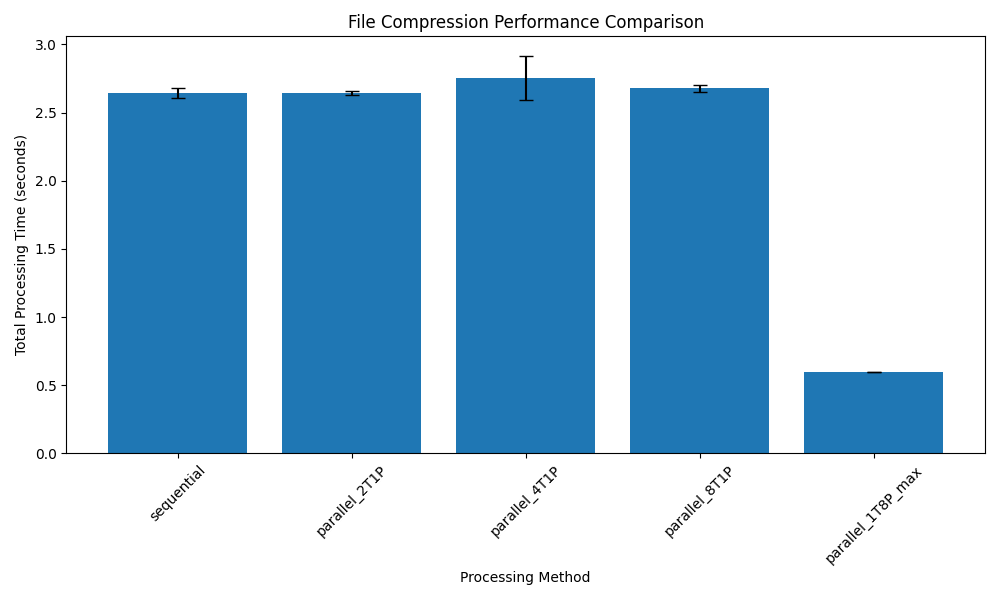 File Compression Performance Comparison
Total Processing Time (seconds)
3.0
2.5
2.0
1.5
1.0
0.5
0.0
sequential
parallel_2T1P
parallel_4T1P
parallel_8T1P
parallel_1T8P_max
Processing Method